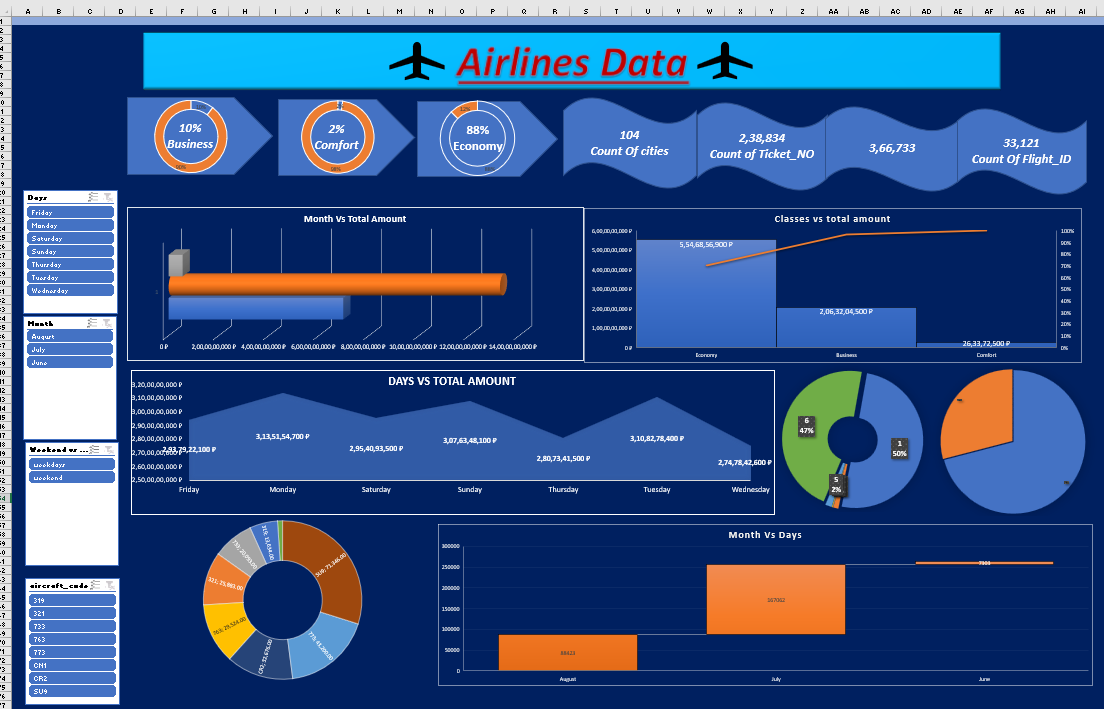 A B C D E F G H I J K L M N O P Q R S T U V W X Y Z AA AB AC AD AE AF AG AH AI
Airlines Data
10%
Business
2%
Comfort
88%
Economy
104
Count Of cities
2,38,834
Count of Ticket_NO
3,66,733
33,121
Count Of Flight_ID
Days
Friday
Monday
Saturday
Sunday
Thursday
Tuesday
Wednesday
Month
August
July
June
Weekend vs ...
weekdays
weekend
aircraft_code
319
321
733
763
773
CN1
CR2
SU9
Month Vs Total Amount
0 ₽ 2,00,00,00,000 ₽ 4,00,00,00,000 ₽ 6,00,00,00,000 ₽ 8,00,00,00,000 ₽ 10,00,00,00,000 ₽ 12,00,00,00,000 ₽ 14,00,00,00,000 ₽
Classes vs total amount
6,00,00,00,000 ₽
5,00,00,00,000 ₽
4,00,00,00,000 ₽
3,00,00,00,000 ₽
2,00,00,00,000 ₽
1,00,00,00,000 ₽
0 ₽
5,54,68,56,900 ₽
2,06,32,04,500 ₽
26,33,72,500 ₽
100%
90%
80%
70%
60%
50%
40%
30%
20%
10%
0%
Economy Business Comfort
DAYS VS TOTAL AMOUNT
3,20,00,00,000 ₽
3,10,00,00,000 ₽
3,00,00,00,000 ₽
2,90,00,00,000 ₽
2,80,00,00,000 ₽
2,70,00,00,000 ₽
2,60,00,00,000 ₽
2,50,00,00,000 ₽
2,93,79,22,100 ₽
3,13,51,54,700 ₽
2,95,40,93,500 ₽
3,07,63,48,100 ₽
2,80,73,41,500 ₽
3,10,82,78,400 ₽
2,74,78,42,600 ₽
Friday Monday Saturday Sunday Thursday Tuesday Wednesday
6
47%
1
50%
5
2%
Month Vs Days
300000
250000
200000
150000
100000
50000
0
August July June